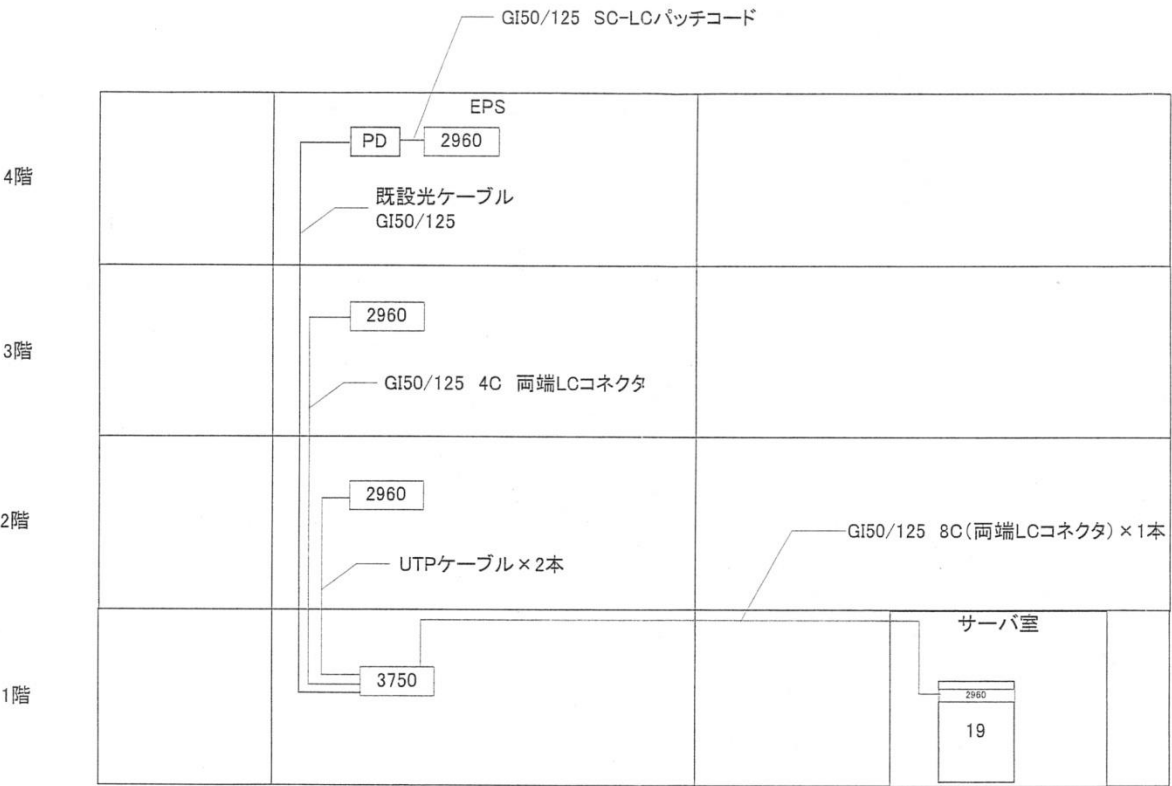 GI50/125 SC-LCパッチコード
EPS
PD
2960
4階
既設光ケーブル
GI50/125
2960
3階
GI50/125 4C 両端LCコネクタ
2960
2階
GI50/125 8C(両端LCコネクタ)×1本
UTPケーブル×2本
サーバ室
3750
1階
2960
19